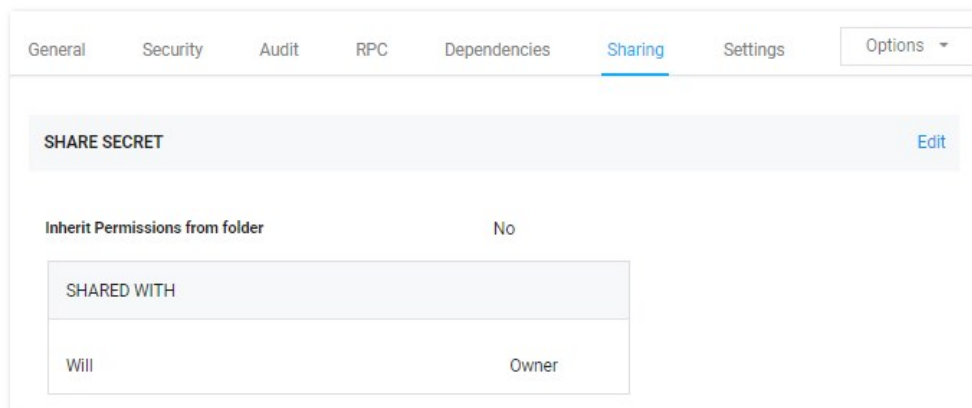 General Security Audit RPC Dependencies Sharing Settings Options
SHARE SECRET Edit
Inherit Permissions from folder No
SHARED WITH
Will Owner